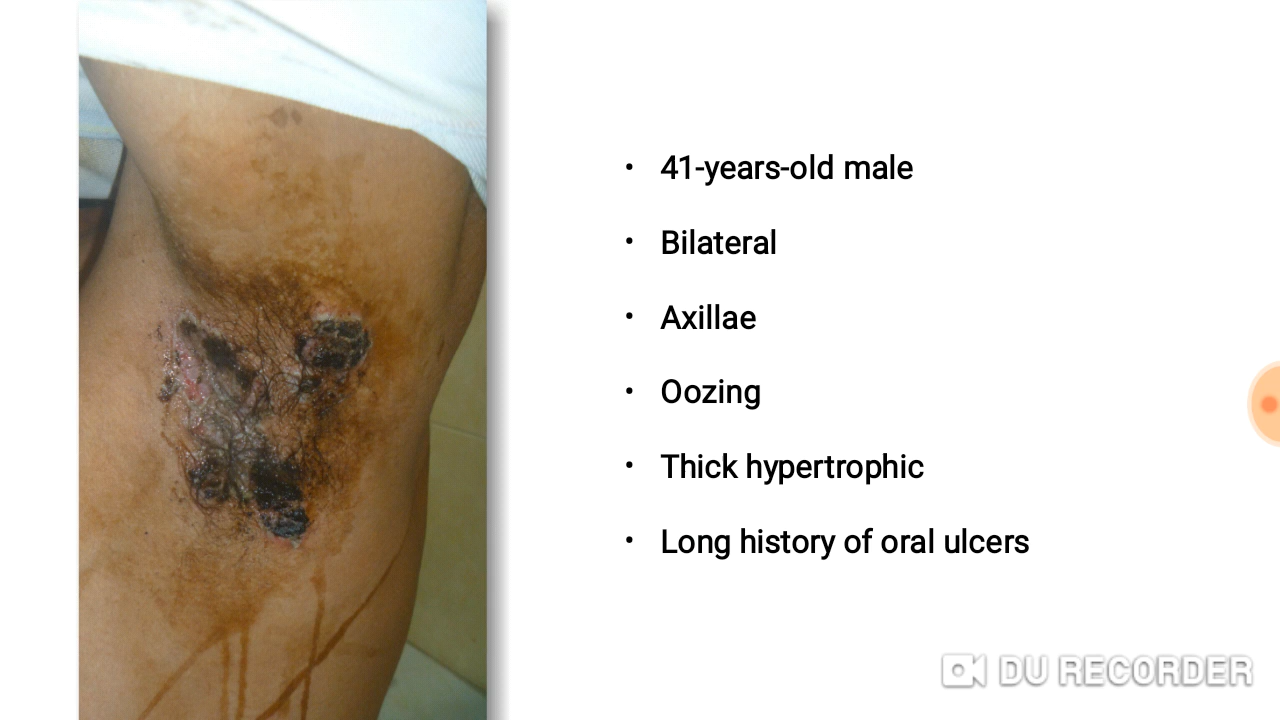 • 41-years-old male
• Bilateral
• Axillae
• Oozing
• Thick hypertrophic
• Long history of oral ulcers
DU RECORDER